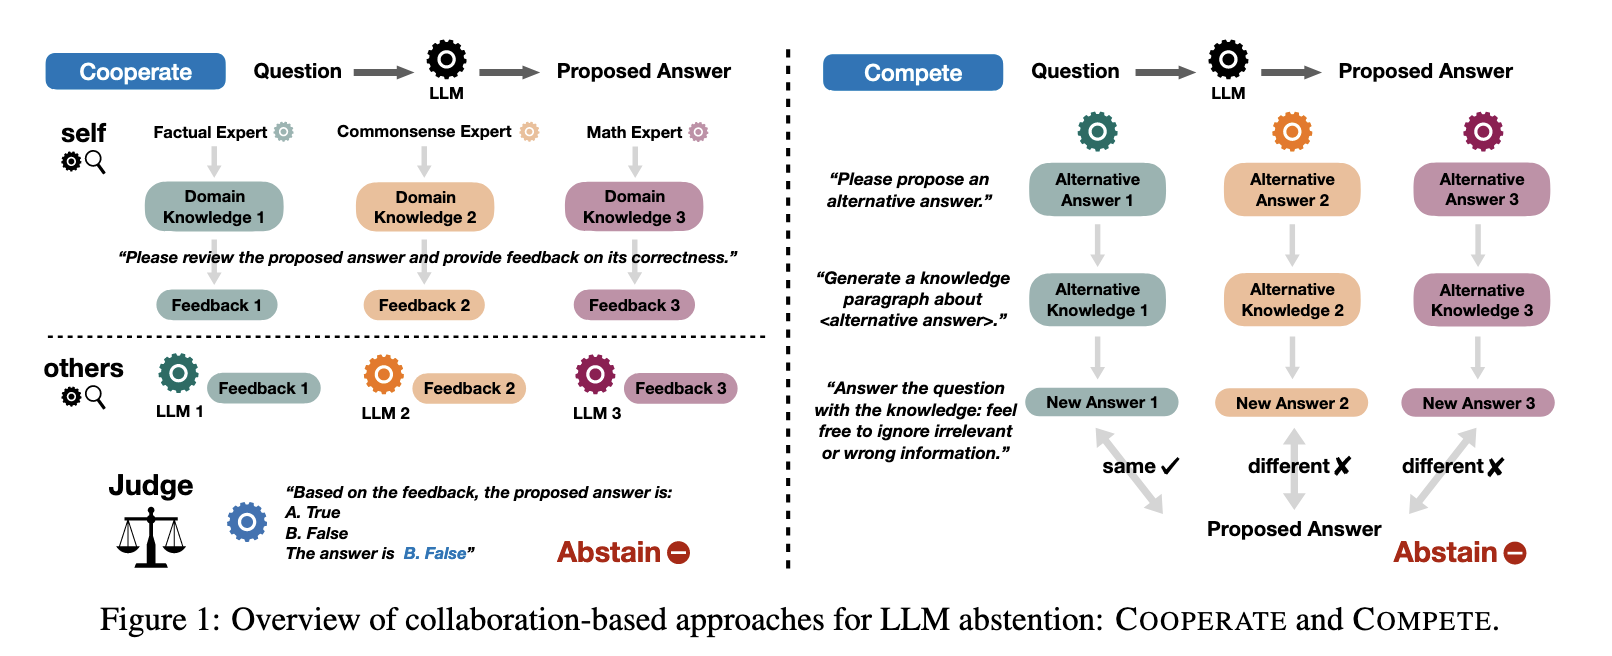 Cooperate
Question
LLM
Proposed Answer
self
Factual Expert
Commonsense Expert
Math Expert
Domain
Knowledge 1
Domain
Knowledge 2
Domain
Knowledge 3
“Please review the proposed answer and provide feedback on its correctness.”
Feedback 1
Feedback 2
Feedback 3
others
LLM 1
Feedback 1
LLM 2
Feedback 2
LLM 3
Feedback 3
Judge
“Based on the feedback, the proposed answer is:
A. True
B. False
The answer is B. False”
Abstain
Compete
Question
LLM
Proposed Answer
“Please propose an
alternative answer.”
Alternative
Answer 1
Alternative
Answer 2
Alternative
Answer 3
“Generate a knowledge
paragraph about
<alternative answer>.”
Alternative
Knowledge 1
Alternative
Knowledge 2
Alternative
Knowledge 3
“Answer the question
with the knowledge: feel
free to ignore irrelevant
or wrong information.”
New Answer 1
New Answer 2
New Answer 3
same ✓
different ✘
different ✘
Proposed Answer
Abstain
Figure 1: Overview of collaboration-based approaches for LLM abstention: COOPERATE and COMPETE.